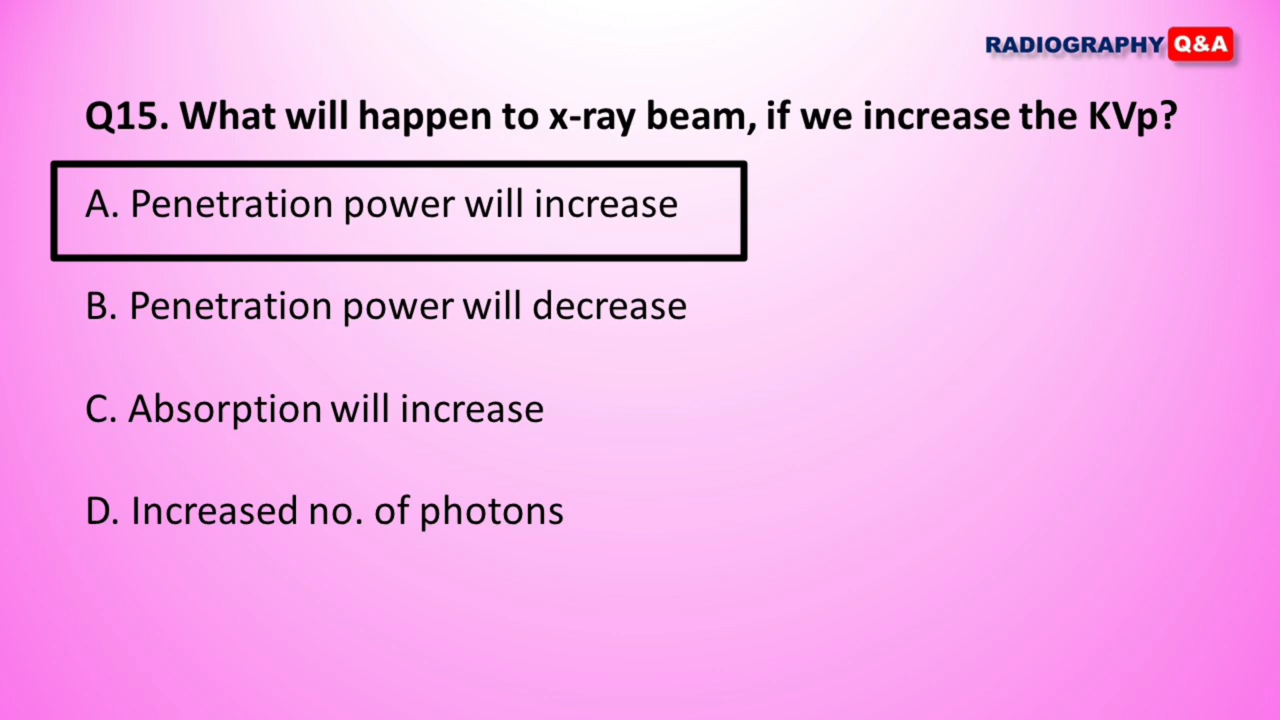 RADIOGRAPHY Q&A
Q15. What will happen to x-ray beam, if we increase the KVp?
A. Penetration power will increase
B. Penetration power will decrease
C. Absorption will increase
D. Increased no. of photons